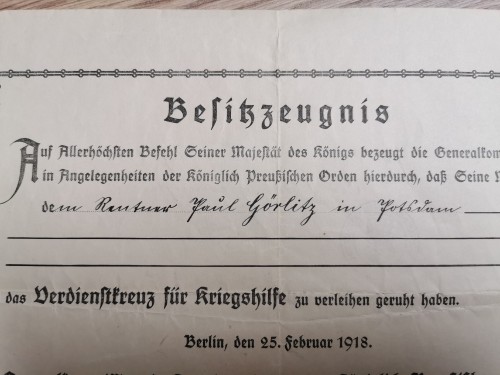 Besitzzeugnis
Auf Allerhöchsten Befehl Seiner Majestät des Königs bezeugt die Generalkom
in Angelegenheiten der Königlich Preußischen Orden hierdurch, daß Seine
dem Rentner Paul Görlitz in Potsdam
das Verdienstkreuz für Kriegshilfe zu verleihen geruht haben.
Berlin, den 25. Februar 1918.